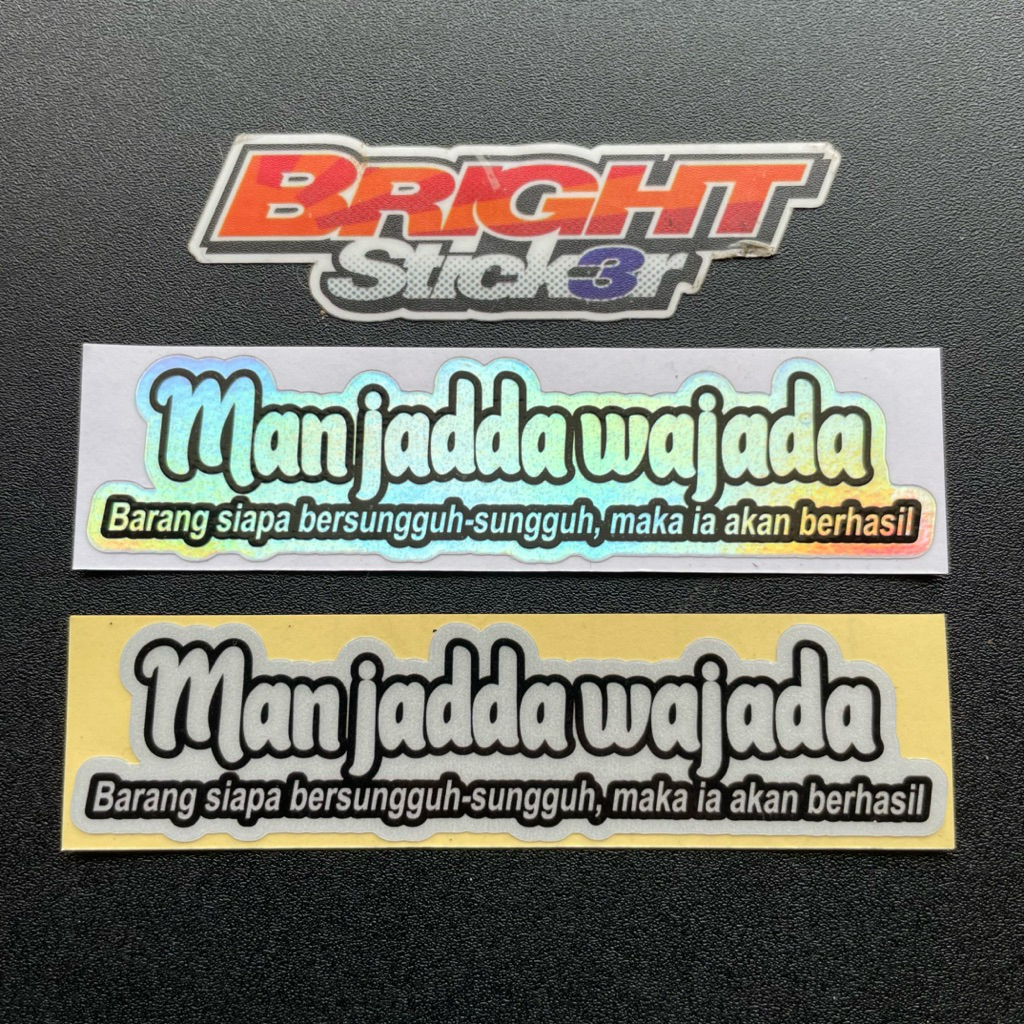 BRIGHT
Stick3r
Man jadda wajada
Barang siapa bersungguh-sungguh, maka ia akan berhasil
Man jadda wajada
Barang siapa bersungguh-sungguh, maka ia akan berhasil